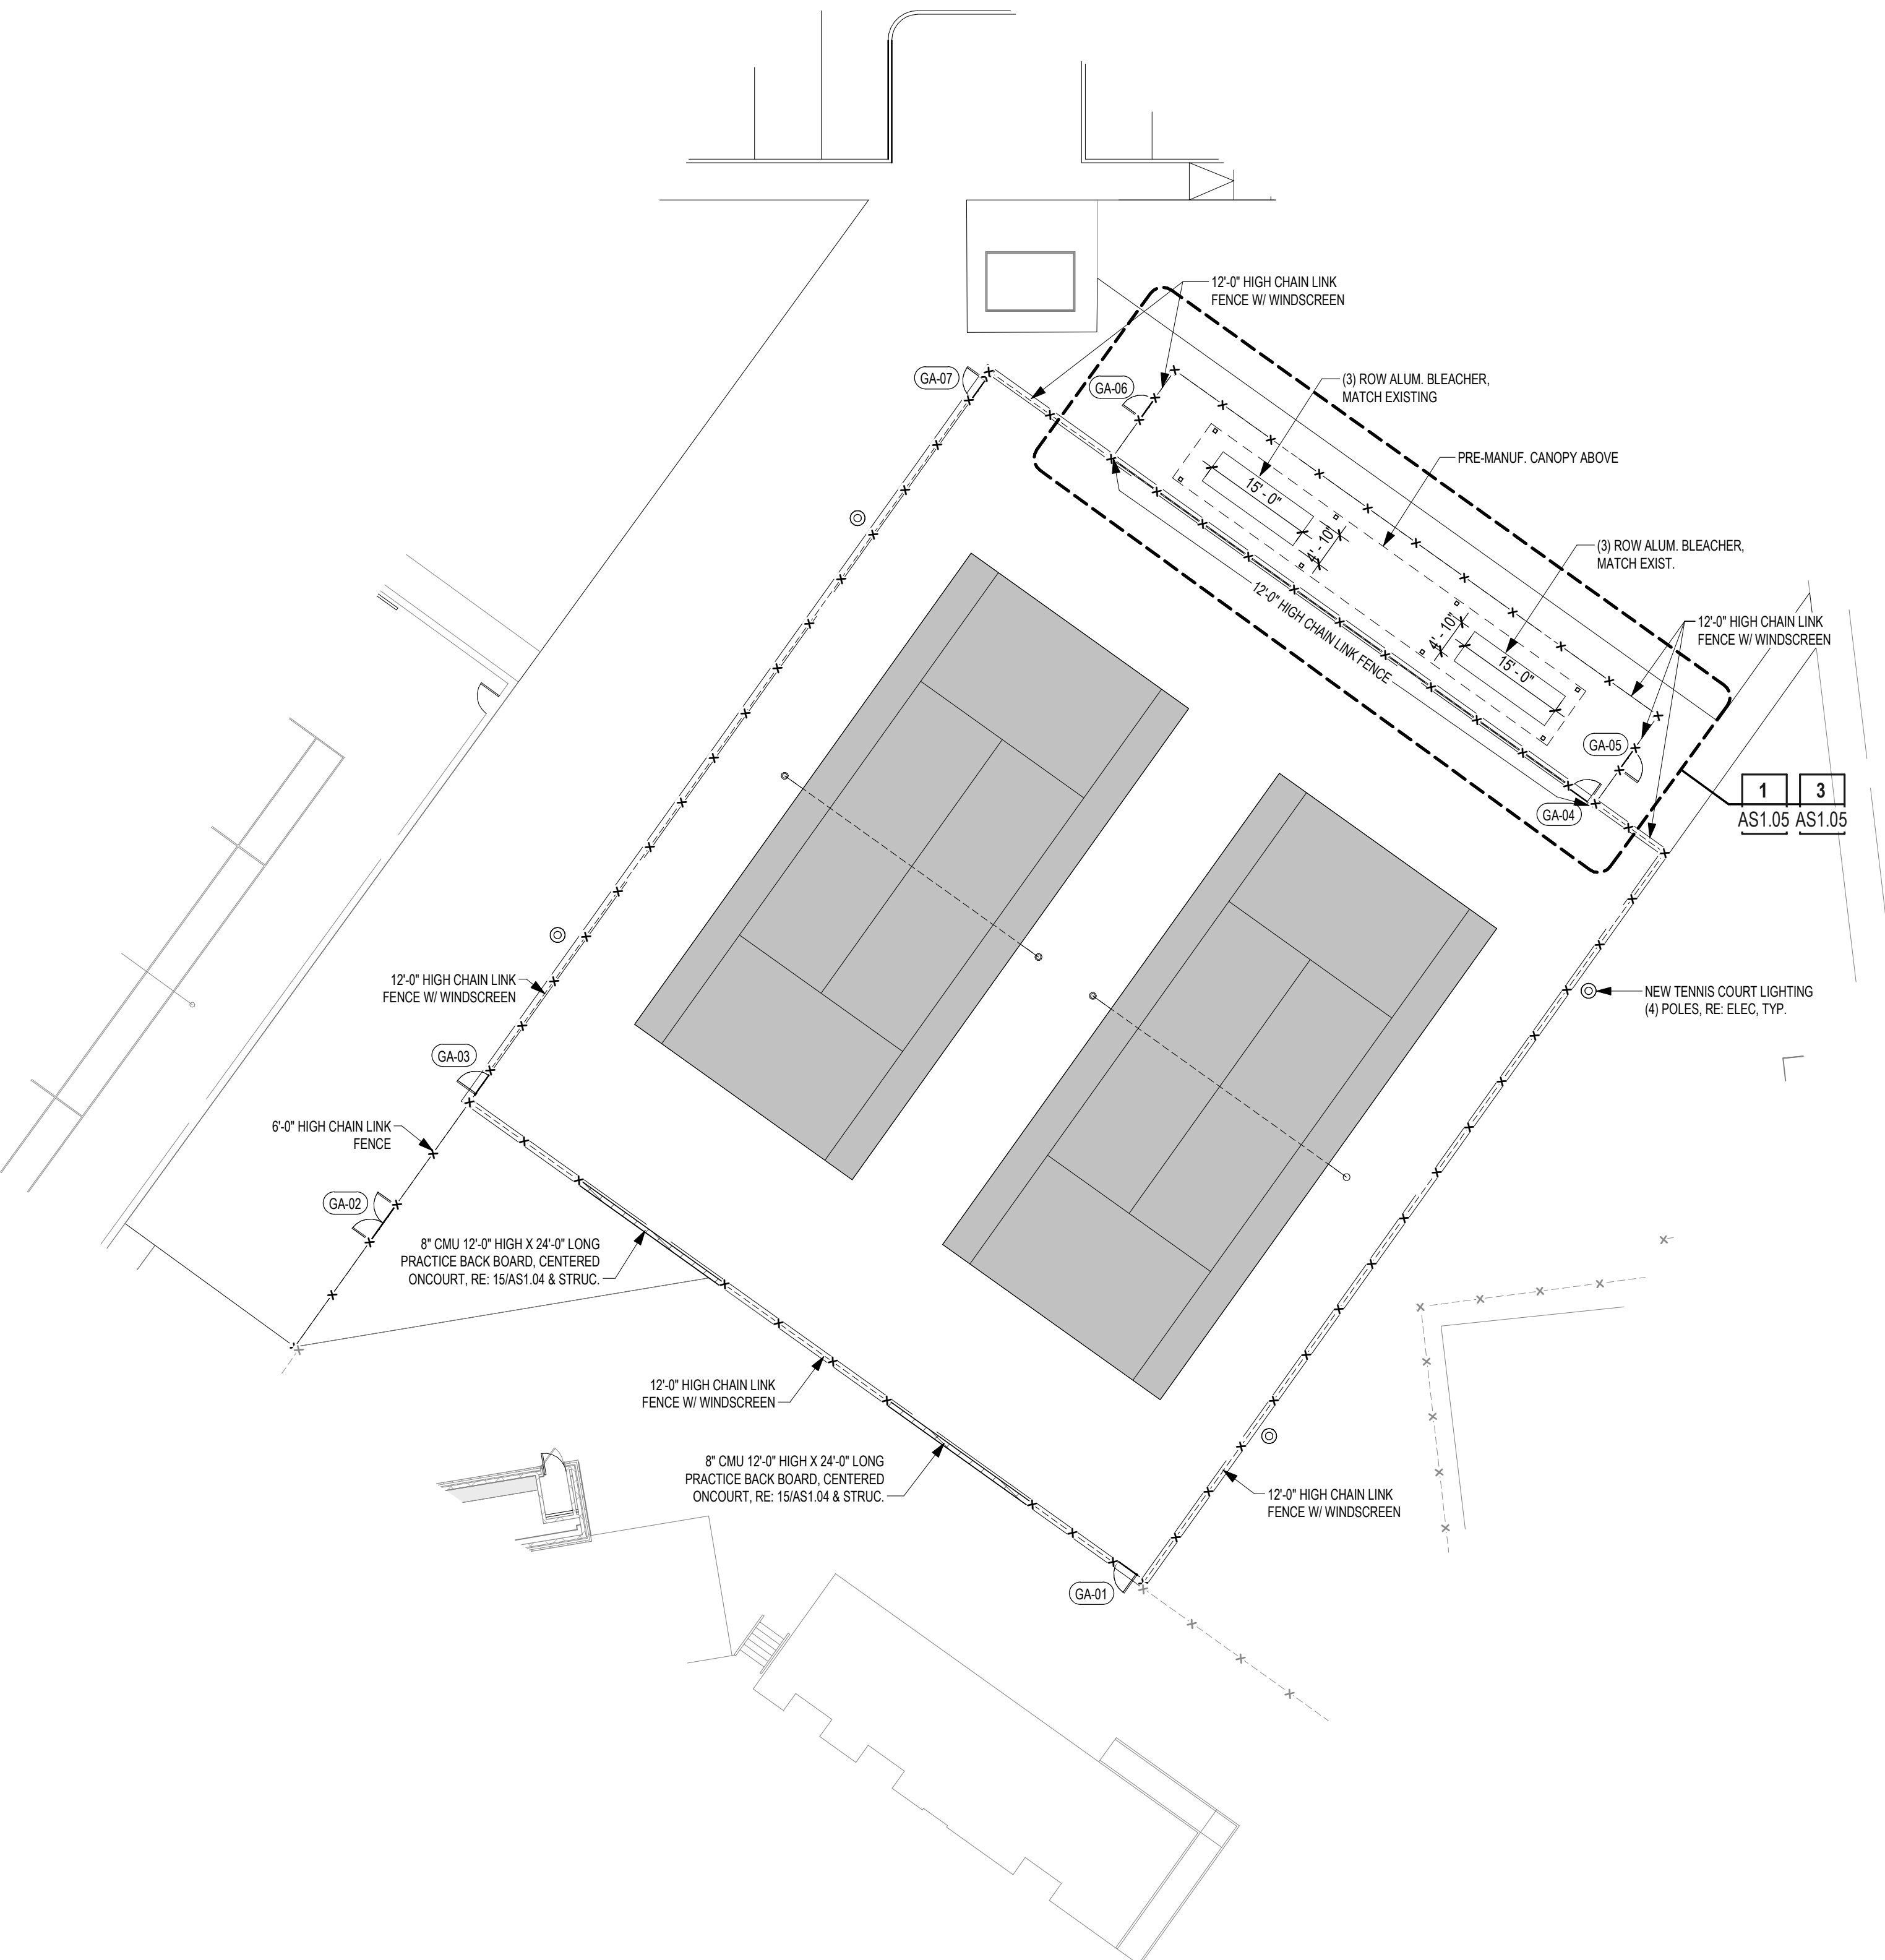 12'-0" HIGH CHAIN LINK
FENCE W/ WINDSCREEN
GA-07
GA-06
(3) ROW ALUM. BLEACHER,
MATCH EXISTING
PRE-MANUF. CANOPY ABOVE
15' - 0"
4' - 10"
(3) ROW ALUM. BLEACHER,
MATCH EXIST.
12'-0" HIGH CHAIN LINK FENCE
4' - 10"
15' - 0"
12'-0" HIGH CHAIN LINK
FENCE W/ WINDSCREEN
GA-05
GA-04
1
AS1.05
3
AS1.05
12'-0" HIGH CHAIN LINK
FENCE W/ WINDSCREEN
NEW TENNIS COURT LIGHTING
(4) POLES, RE: ELEC, TYP.
GA-03
6'-0" HIGH CHAIN LINK
FENCE
GA-02
8" CMU 12'-0" HIGH X 24'-0" LONG
PRACTICE BACK BOARD, CENTERED
ONCOURT, RE: 15/AS1.04 & STRUC.
12'-0" HIGH CHAIN LINK
FENCE W/ WINDSCREEN
8" CMU 12'-0" HIGH X 24'-0" LONG
PRACTICE BACK BOARD, CENTERED
ONCOURT, RE: 15/AS1.04 & STRUC.
12'-0" HIGH CHAIN LINK
FENCE W/ WINDSCREEN
GA-01